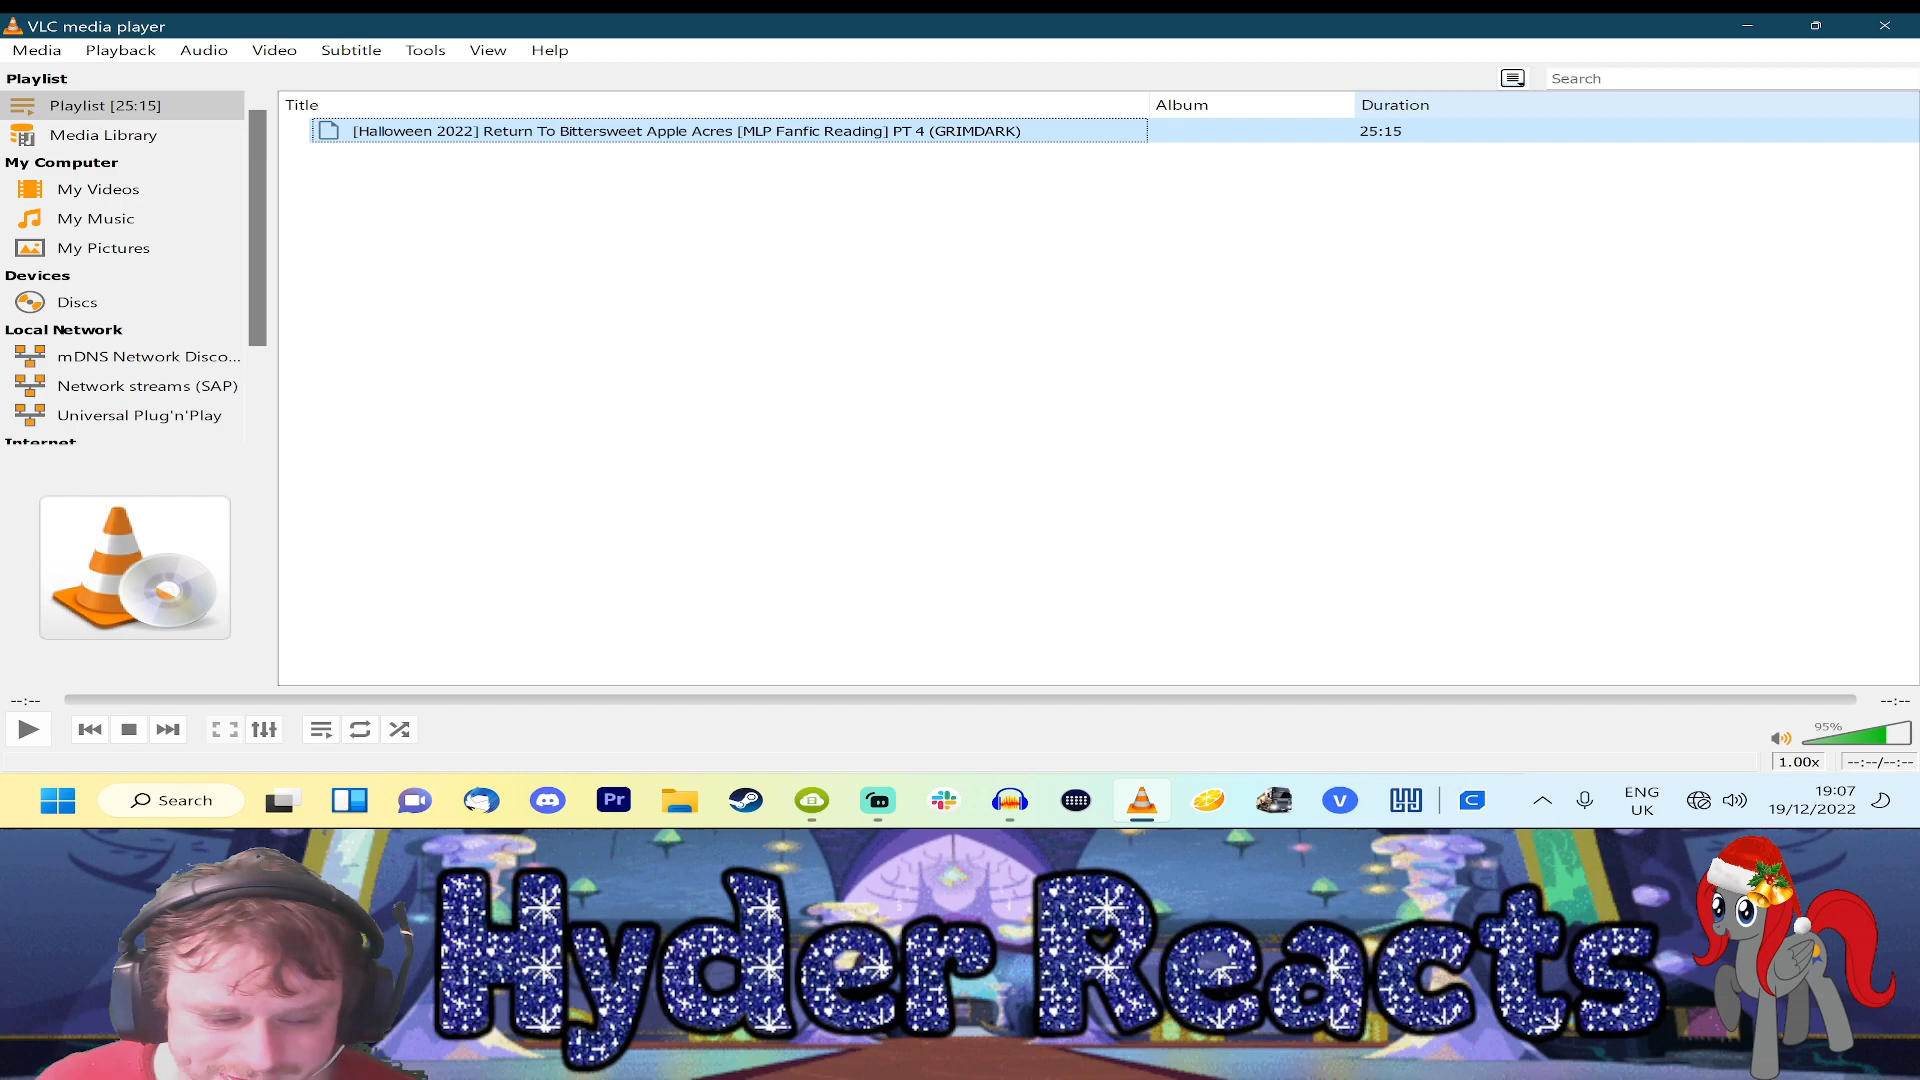 VLC media player
Media Playback Audio Video Subtitle Tools View Help
Playlist
Search
Playlist [25:15]
Media Library
My Computer
My Videos
My Music
My Pictures
Devices
Discs
Local Network
mDNS Network Disco...
Network streams (SAP)
Universal Plug'n'Play
Internet
Title Album Duration
[Halloween 2022] Return To Bittersweet Apple Acres [MLP Fanfic Reading] PT 4 (GRIMDARK) 25:15
--:-- --:--
95%
1.00x --:--/--:--
Search
Pr
V
ENG
UK
19:07
19/12/2022
Hyder Reacts